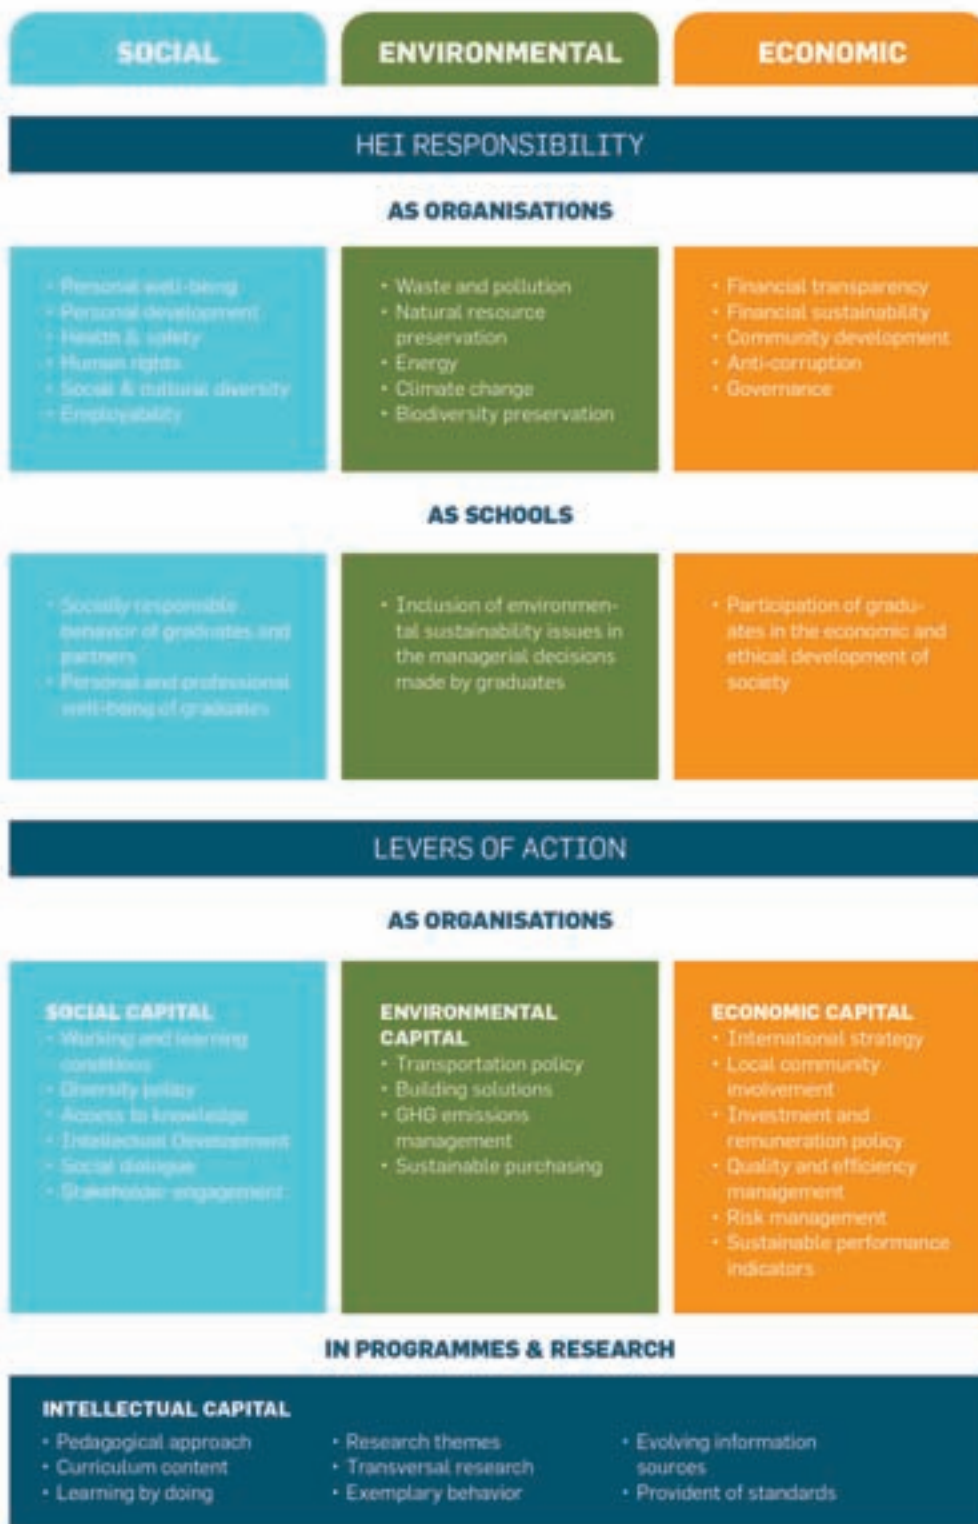 SOCIAL
ENVIRONMENTAL
ECONOMIC
HEI RESPONSIBILITY
AS ORGANISATIONS
• Personal well-being
• Personal development
• Health & safety
• Human rights
• Social & cultural diversity
• Employability
• Waste and pollution
• Natural resource
preservation
• Energy
• Climate change
• Biodiversity preservation
• Financial transparency
• Financial sustainability
• Community development
• Anti-corruption
• Governance
AS SCHOOLS
• Socially responsible
behavior of graduates and
partners
• Personal and professional
well-being of graduates
• Inclusion of environmen-
tal sustainability issues in
the managerial decisions
made by graduates
• Participation of gradu-
ates in the economic and
ethical development of
society
LEVERS OF ACTION
AS ORGANISATIONS
SOCIAL CAPITAL
• Working and learning
conditions
• Diversity policy
• Access to knowledge
• Intellectual Development
• Social dialogue
• Stakeholder engagement
ENVIRONMENTAL
CAPITAL
• Transportation policy
• Building solutions
• GHG emissions
management
• Sustainable purchasing
ECONOMIC CAPITAL
• International strategy
• Local community
involvement
• Investment and
remuneration policy
• Quality and efficiency
management
• Risk management
• Sustainable performance
indicators
IN PROGRAMMES & RESEARCH
INTELLECTUAL CAPITAL
• Pedagogical approach
• Curriculum content
• Learning by doing
• Research themes
• Transversal research
• Exemplary behavior
• Evolving information
sources
• Provident of standards